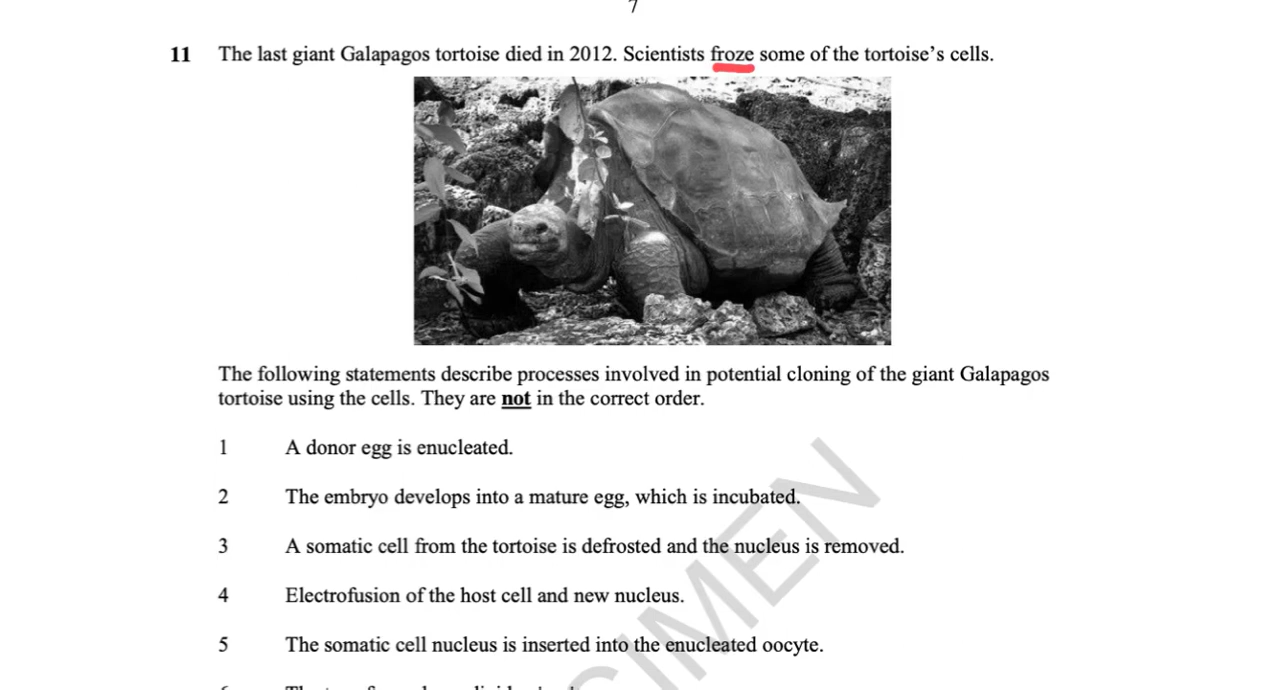 7
11 The last giant Galapagos tortoise died in 2012. Scientists froze some of the tortoise’s cells.
The following statements describe processes involved in potential cloning of the giant Galapagos
tortoise using the cells. They are not in the correct order.
1 A donor egg is enucleated.
2 The embryo develops into a mature egg, which is incubated.
3 A somatic cell from the tortoise is defrosted and the nucleus is removed.
4 Electrofusion of the host cell and new nucleus.
5 The somatic cell nucleus is inserted into the enucleated oocyte.